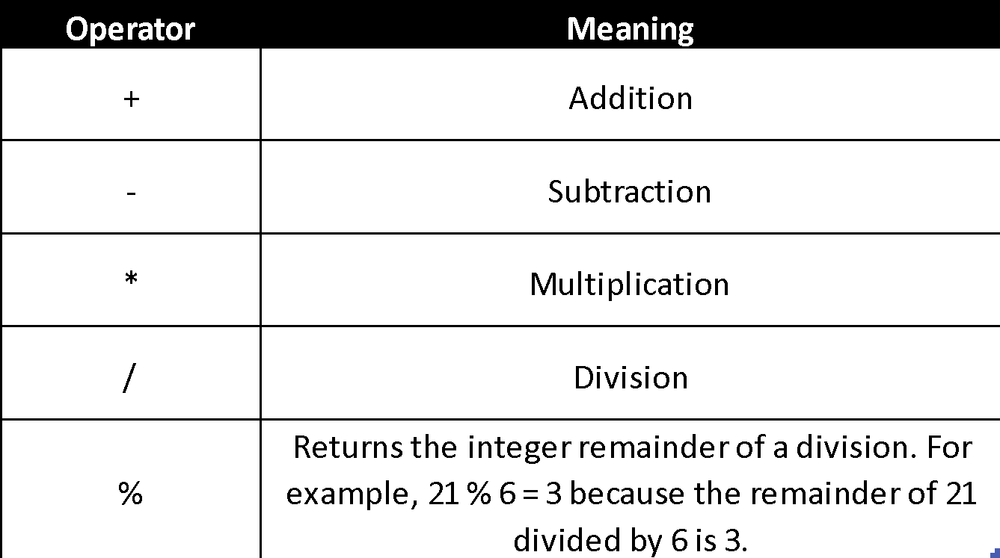 Operator Meaning
+ Addition
- Subtraction
* Multiplication
/ Division
Returns the integer remainder of a division. For
% example, 21 % 6 = 3 because the remainder of 21
divided by 6 is 3.